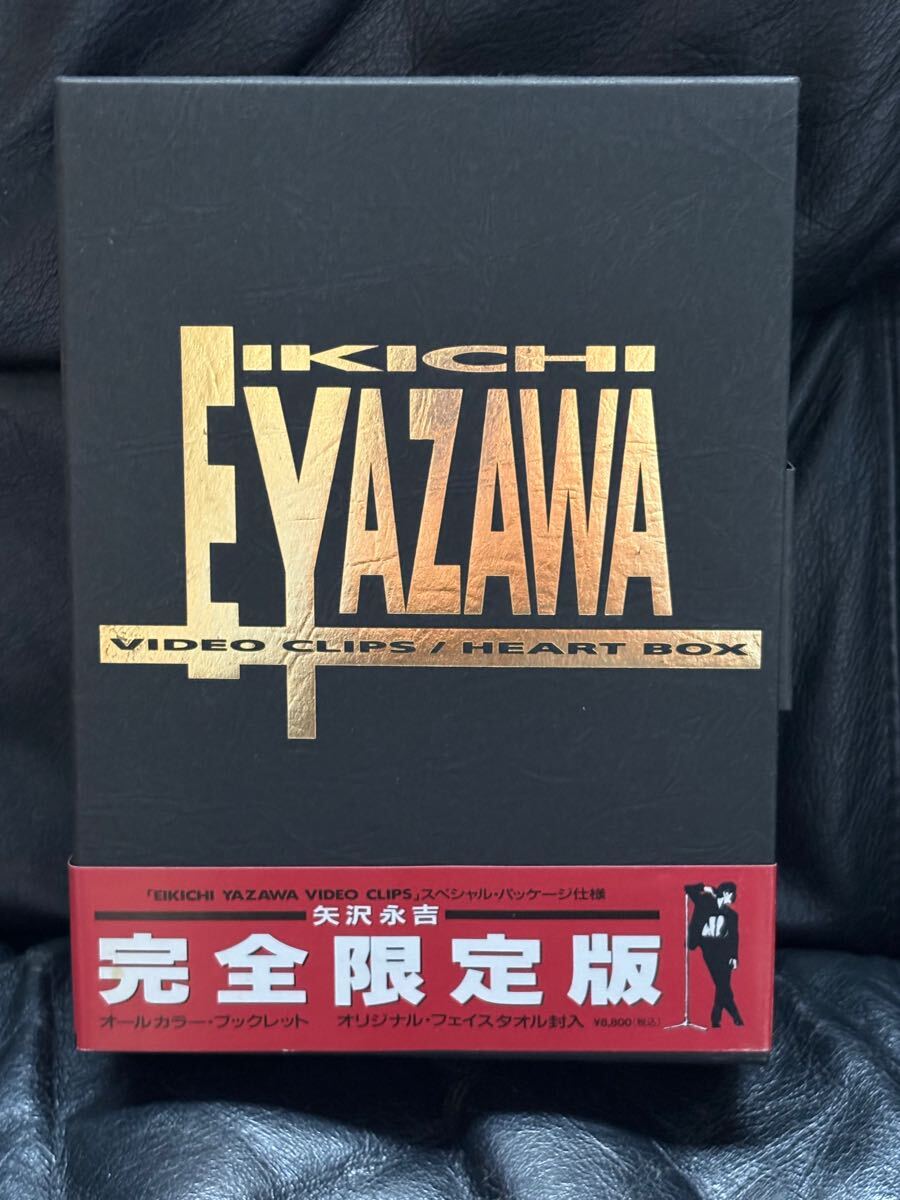 EIKICHI
YAZAWA
VIDEO CLIPS / HEART BOX
「EIKICHI YAZAWA VIDEO CLIPS」スペシャル・パッケージ仕様
矢沢永吉
完全限定版
オールカラー・ブックレット オリジナル・フェイスタオル封入 ¥8,800(税込)